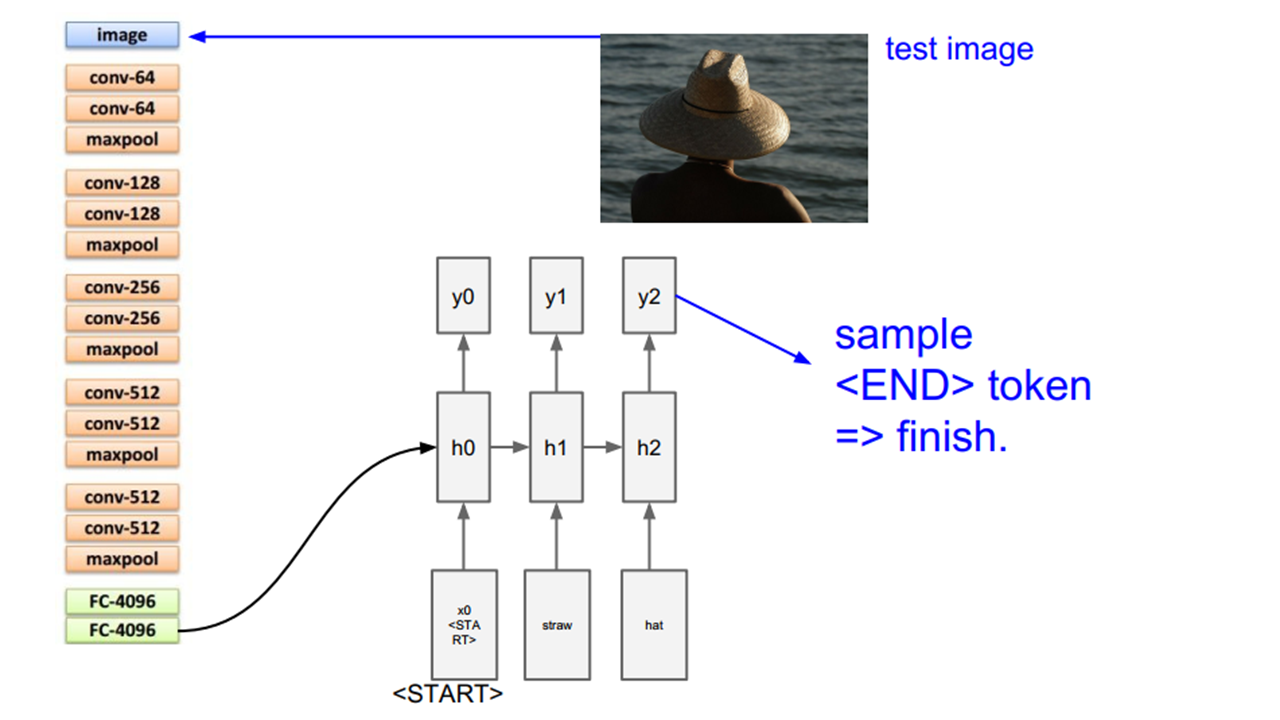 image
conv-64
conv-64
maxpool
conv-128
conv-128
maxpool
conv-256
conv-256
maxpool
conv-512
conv-512
maxpool
conv-512
conv-512
maxpool
FC-4096
FC-4096
test image
y0
y1
y2
sample
<END> token
=> finish.
h0
h1
h2
x0
<STA
RT>
straw
hat
<START>